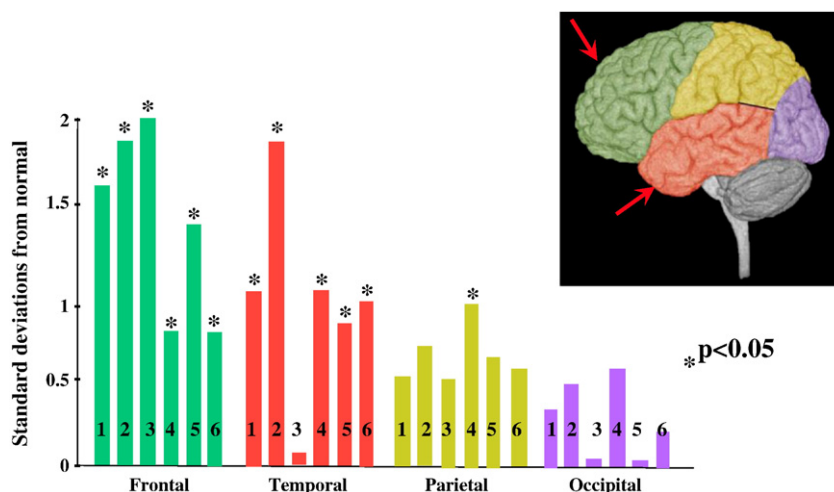 Standard deviations from normal
2
1.5
1
0.5
0
* * * * * *
* * * * *
*
1 2 3 4 5 6
1 2 3 4 5 6
1 2 3 4 5 6
1 2 3 4 5 6
Frontal Temporal Parietal Occipital
*p<0.05